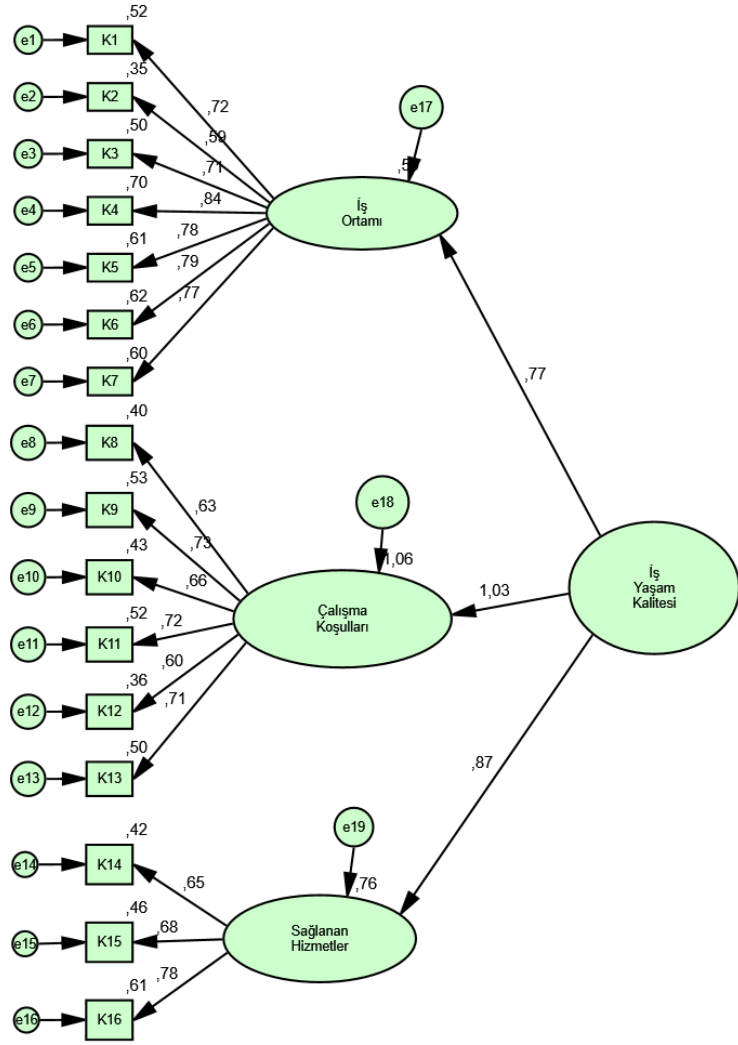 ,52
e1
K1
,35
e2
K2
,72
,50
e3
K3
,59
,70
e4
K4
,71
,84
,61
e5
K5
,78
,62
e6
K6
,79
,60
e7
K7
,77
e17
İş
Ortamı
,77
,40
e8
K8
,53
e9
K9
,63
,43
e10
K10
,73
,52
e11
K11
,66
,72
,36
e12
K12
,60
,50
e13
K13
,71
e18
1,06
Çalışma
Koşulları
1,03
İş
Yaşam
Kalitesi
,87
,42
e14
K14
,65
,46
e15
K15
,68
,61
e16
K16
,78
e19
,76
Sağlanan
Hizmetler